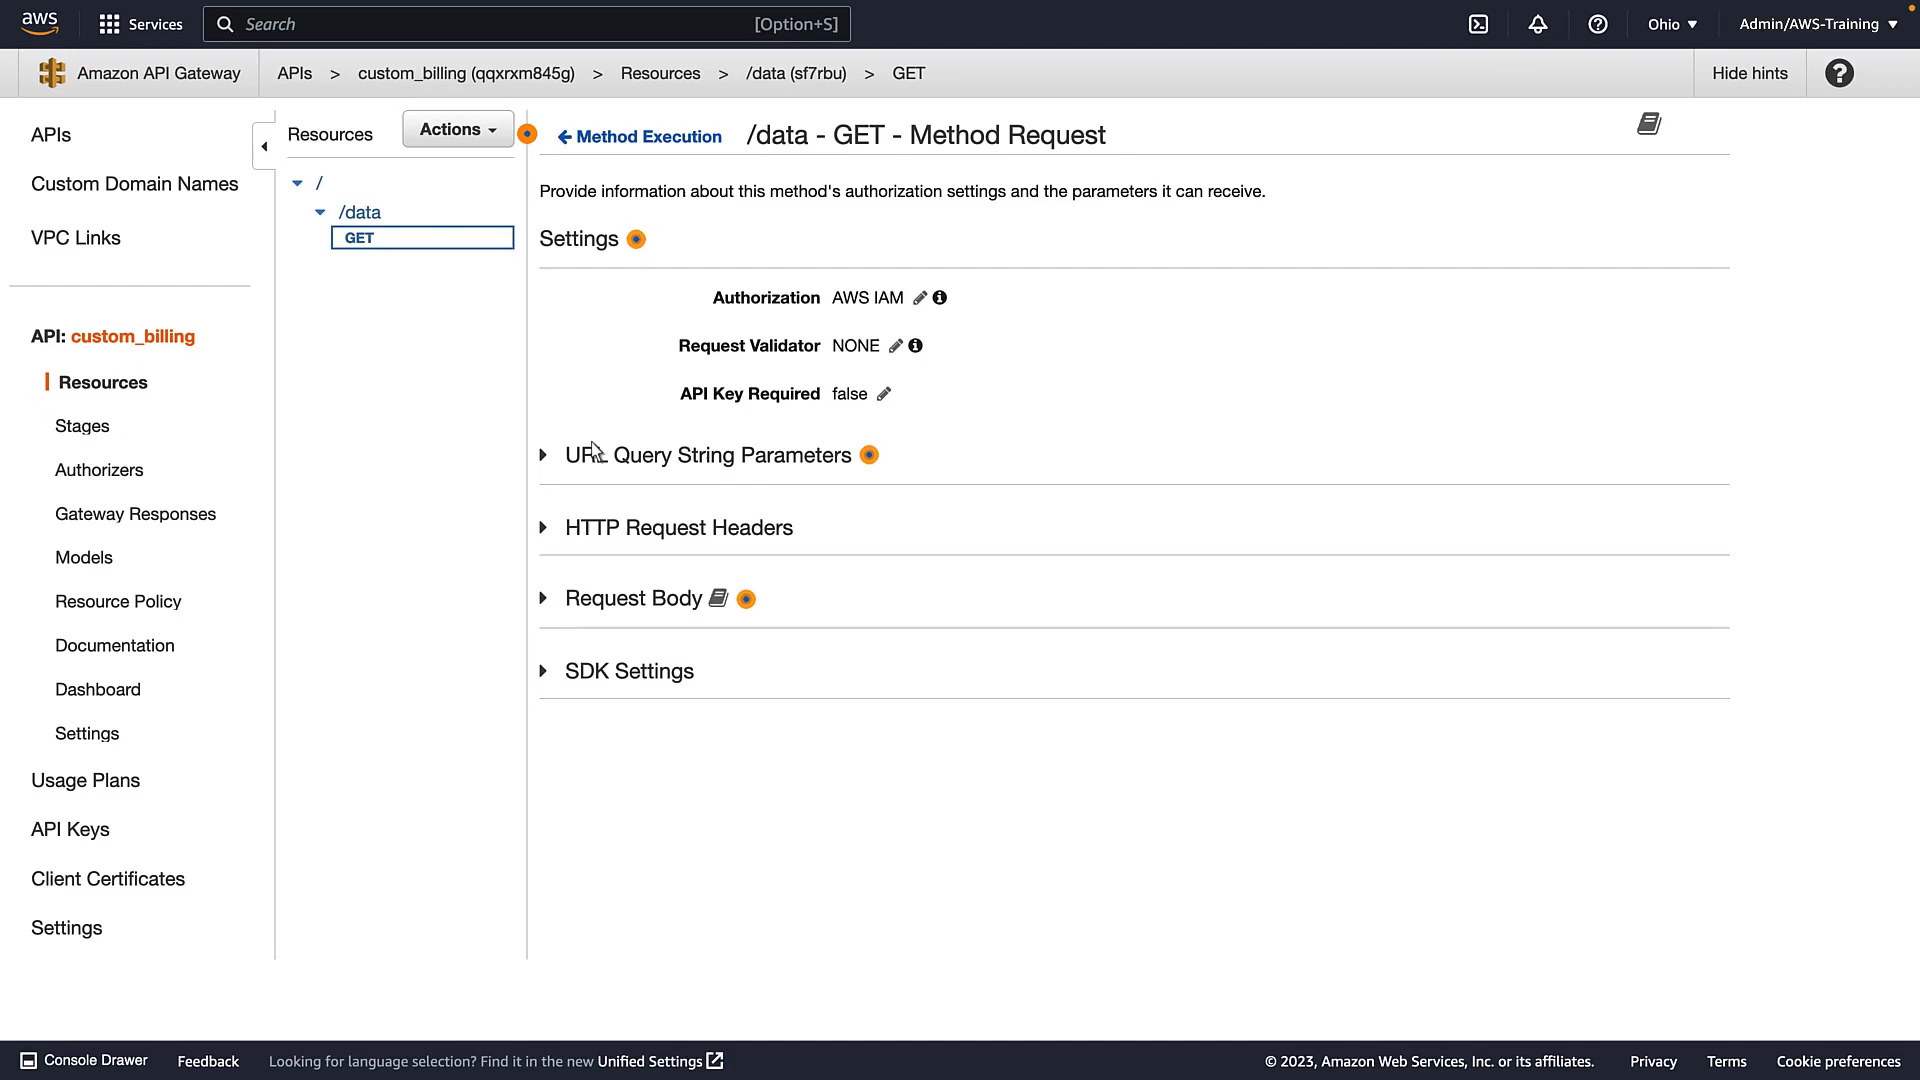 aws
Services
Search
[Option+S]
Ohio
Admin/AWS-Training
Amazon API Gateway
APIs > custom_billing (qqxrxm845g) > Resources > /data (sf7rbu) > GET
Hide hints
APIs
Custom Domain Names
VPC Links
API: custom_billing
Resources
Stages
Authorizers
Gateway Responses
Models
Resource Policy
Documentation
Dashboard
Settings
Usage Plans
API Keys
Client Certificates
Settings
Resources
Actions
/
/data
GET
Method Execution
/data - GET - Method Request
Provide information about this method's authorization settings and the parameters it can receive.
Settings
Authorization AWS IAM
Request Validator NONE
API Key Required false
URL Query String Parameters
HTTP Request Headers
Request Body
SDK Settings
Console Drawer
Feedback
Looking for language selection? Find it in the new Unified Settings
© 2023, Amazon Web Services, Inc. or its affiliates.
Privacy
Terms
Cookie preferences